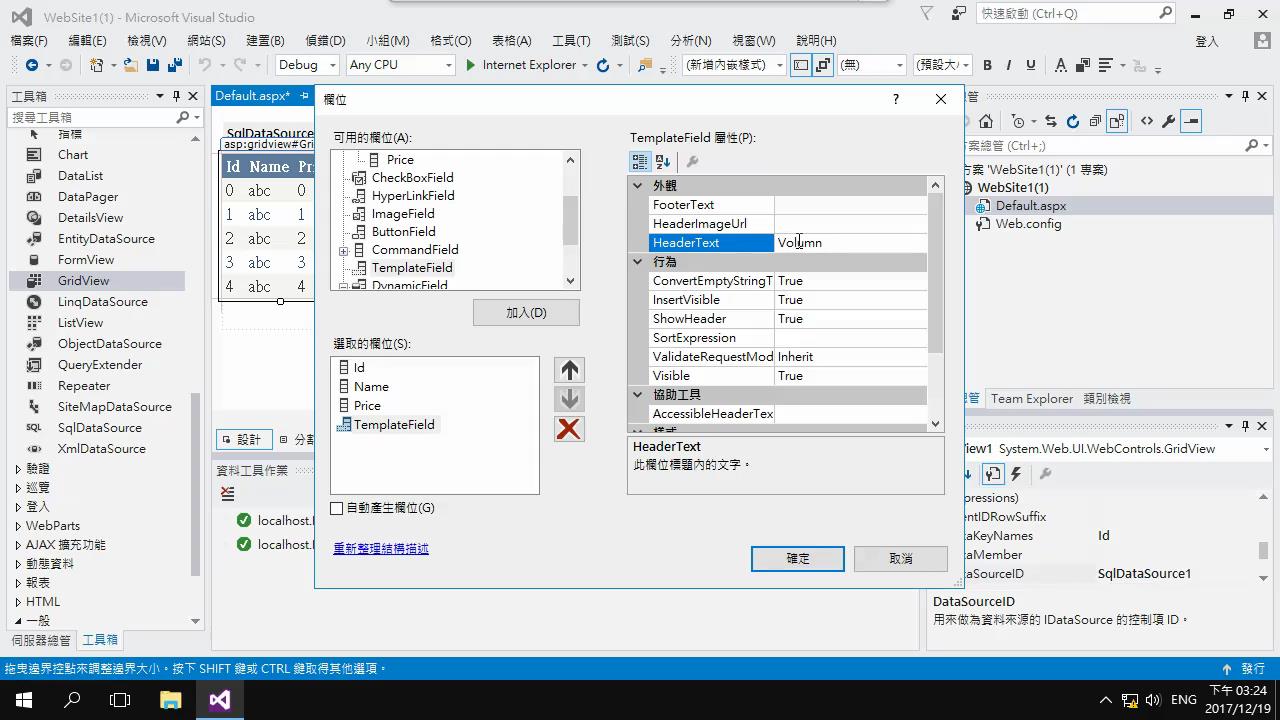 WebSite1(1) - Microsoft Visual Studio
快速啟動 (Ctrl+Q)
檔案(F) 編輯(E) 檢視(V) 網站(S) 建置(B) 偵錯(D) 小組(M) 格式(O) 表格(A) 工具(T) 測試(S) 分析(N) 視窗(W) 說明(H)
登入
Debug Any CPU Internet Explorer (新增內嵌樣式) (無) (預設大/
B I U A
工具箱
搜尋工具箱
指標
Chart
DataList
DataPager
DetailsView
EntityDataSource
FormView
GridView
LinqDataSource
ListView
ObjectDataSource
QueryExtender
Repeater
SiteMapDataSource
SqlDataSource
XmlDataSource
驗證
巡覽
登入
WebParts
AJAX 擴充功能
動態資料
報表
HTML
一般
伺服器總管 工具箱
Default.aspx*
SqlDataSource
asp:gridview#Gri
Id Name Pri
0 abc 0
1 abc 1
2 abc 2
3 abc 3
4 abc 4
設計 分割
資料工具作業
localhost.
localhost.
欄位
?
可用的欄位(A):
Price
CheckBoxField
HyperLinkField
ImageField
ButtonField
CommandField
TemplateField
DynamicField
加入(D)
選取的欄位(S):
Id
Name
Price
TemplateField
自動產生欄位(G)
重新整理結構描述
TemplateField 屬性(P):
外觀
FooterText
HeaderImageUrl
HeaderText Volumn
行為
ConvertEmptyStringT True
InsertVisible True
ShowHeader True
SortExpression
ValidateRequestMod Inherit
Visible True
協助工具
AccessibleHeaderTex
HeaderText
此欄位標題內的文字。
確定 取消
總管
方案總管 (Ctrl+;)
方案 'WebSite1(1)' (1 專案)
WebSite1(1)
Default.aspx
Web.config
總管 Team Explorer 類別檢視
View1 System.Web.UI.WebControls.GridView
xpressions)
entIDRowSuffix
aKeyNames Id
aMember
aSourceID SqlDataSource1
DataSourceID
用來做為資料來源的 IDataSource 的控制項 ID。
拖曳邊界控點來調整邊界大小。按下 SHIFT 鍵或 CTRL 鍵取得其他選項。
發行
ENG
下午 03:24
2017/12/19